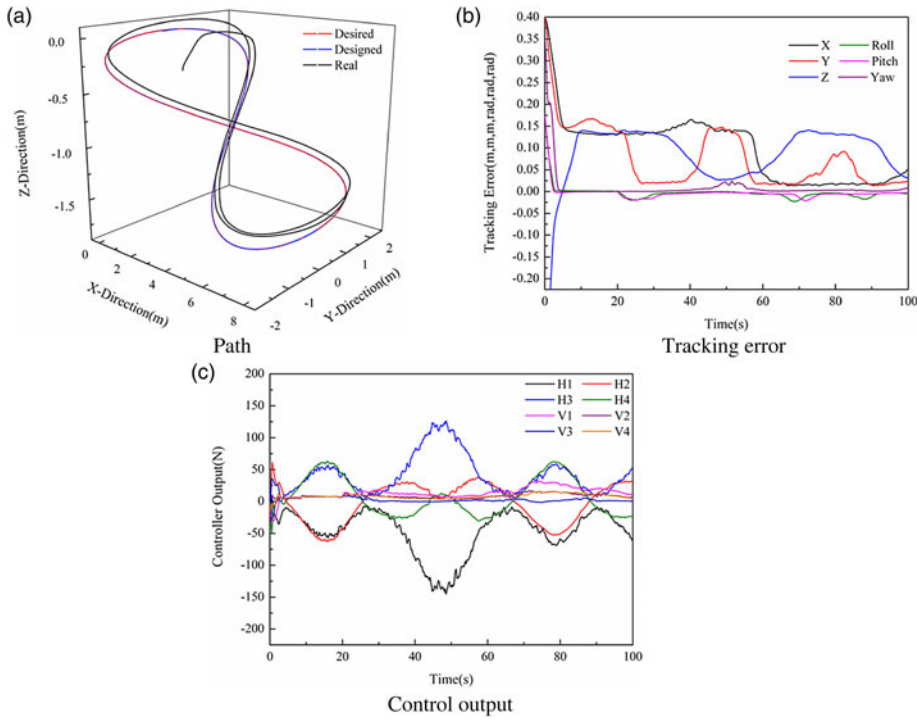 (a)
Desired
Designed
Real
Z-Direction(m)
0.0
-0.5
-1.0
-1.5
0
2
4
6
8
X-Direction(m)
-2
-1
0
1
2
Y-Direction(m)
Path
(b)
X
Roll
Y
Pitch
Z
Yaw
Tracking Error(m,m,m,rad,rad,rad)
0.40
0.35
0.30
0.25
0.20
0.15
0.10
0.05
0.00
0.05
-0.10
-0.15
-0.20
0 20 40 60 80 100
Time(s)
Tracking error
(c)
H1 H2
H3 H4
V1 V2
V3 V4
Controller Output(N)
200
150
100
50
0
-50
-100
-150
-200
0 20 40 60 80 100
Time(s)
Control output